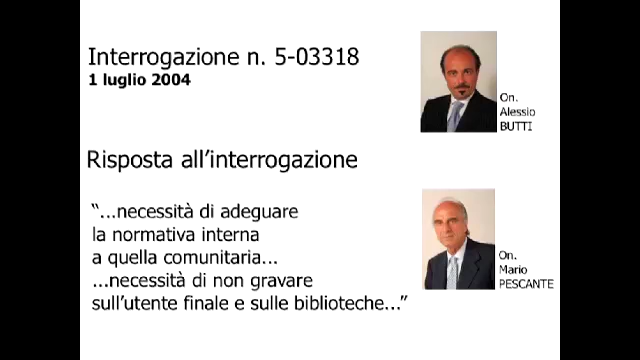 Interrogazione n. 5-03318
1 luglio 2004
On.
Alessio
BUTTI
Risposta all'interrogazione
“...necessità di adeguare
la normativa interna
a quella comunitaria...
...necessità di non gravare
sull'utente finale e sulle biblioteche...”
On.
Mario
PESCANTE